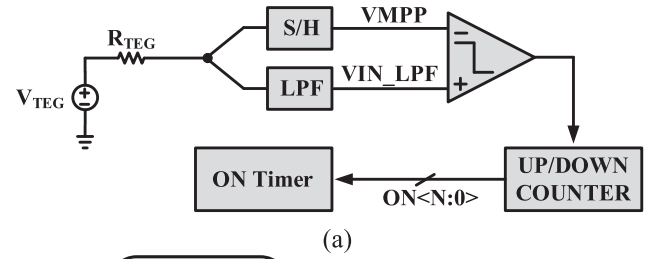 S/H
VMPP
RTEG
LPF
VIN_LPF
VTEG
ON Timer
ON<N:0>
UP/DOWN
COUNTER
(a)